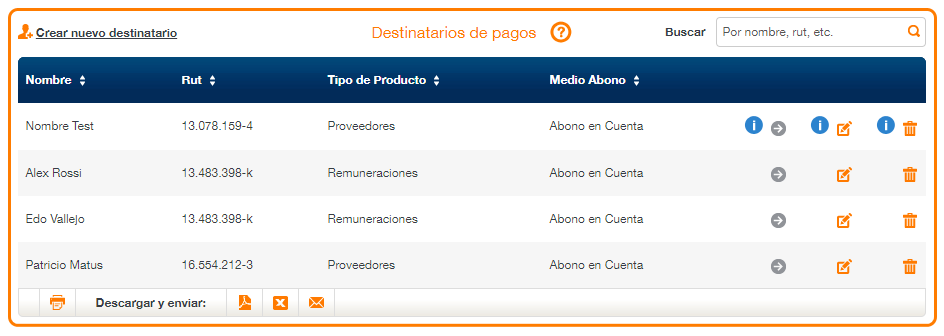 Crear nuevo destinatario Destinatarios de pagos ? Buscar Por nombre, rut, etc.
Nombre Rut Tipo de Producto Medio Abono
Nombre Test 13.078.159-4 Proveedores Abono en Cuenta i i i
Alex Rossi 13.483.398-k Remuneraciones Abono en Cuenta
Edo Vallejo 13.483.398-k Remuneraciones Abono en Cuenta
Patricio Matus 16.554.212-3 Proveedores Abono en Cuenta
Descargar y enviar: